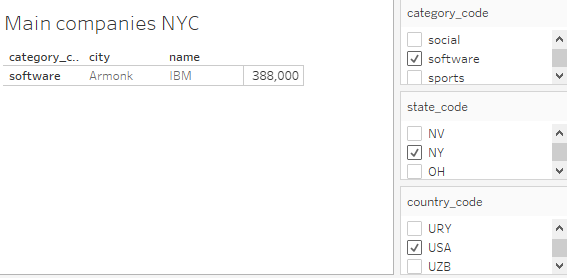 Main companies NYC
category_c.. city name
software Armonk IBM 388,000
category_code
social
software
sports
state_code
NV
NY
OH
country_code
URY
USA
UZB